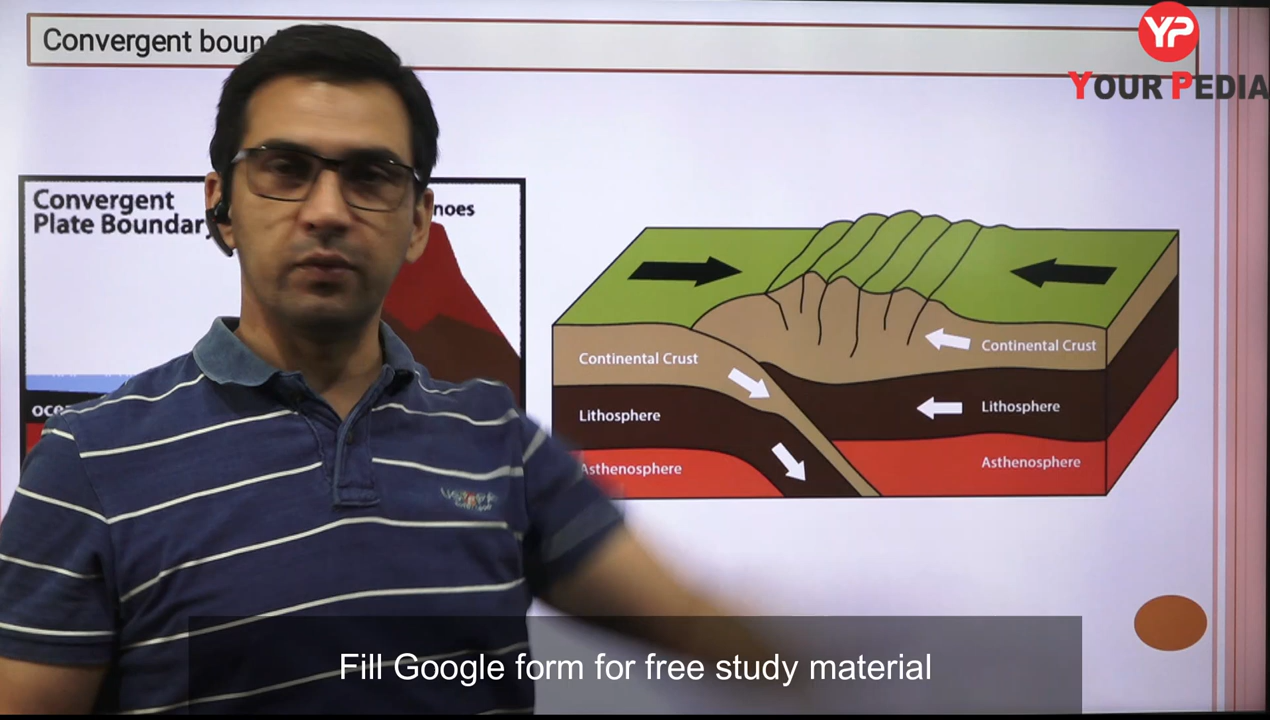 Convergent boun
YP
YOUR PEDIA
Convergent
Plate Boundary
noes
oce
Continental Crust
Lithosphere
Asthenosphere
Continental Crust
Lithosphere
Asthenosphere
Fill Google form for free study material